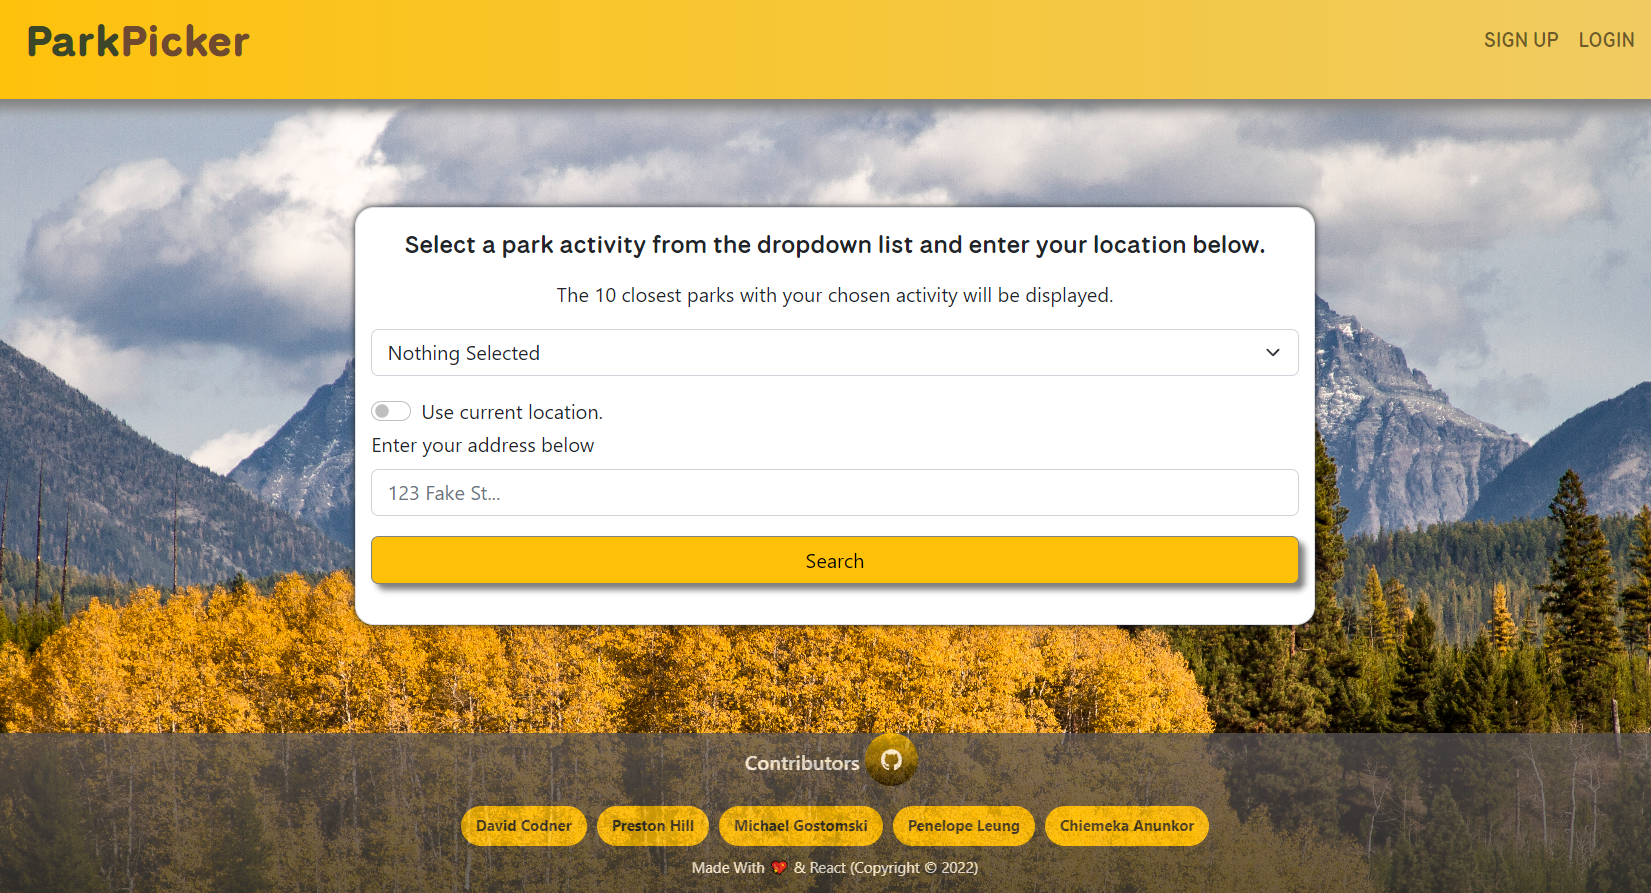 ParkPicker
SIGN UP LOGIN
Select a park activity from the dropdown list and enter your location below.
The 10 closest parks with your chosen activity will be displayed.
Nothing Selected
Use current location.
Enter your address below
123 Fake St...
Search
Contributors
David Codner Preston Hill Michael Gostomski Penelope Leung Chiemeka Anunkor
Made With 💖 & React (Copyright © 2022)